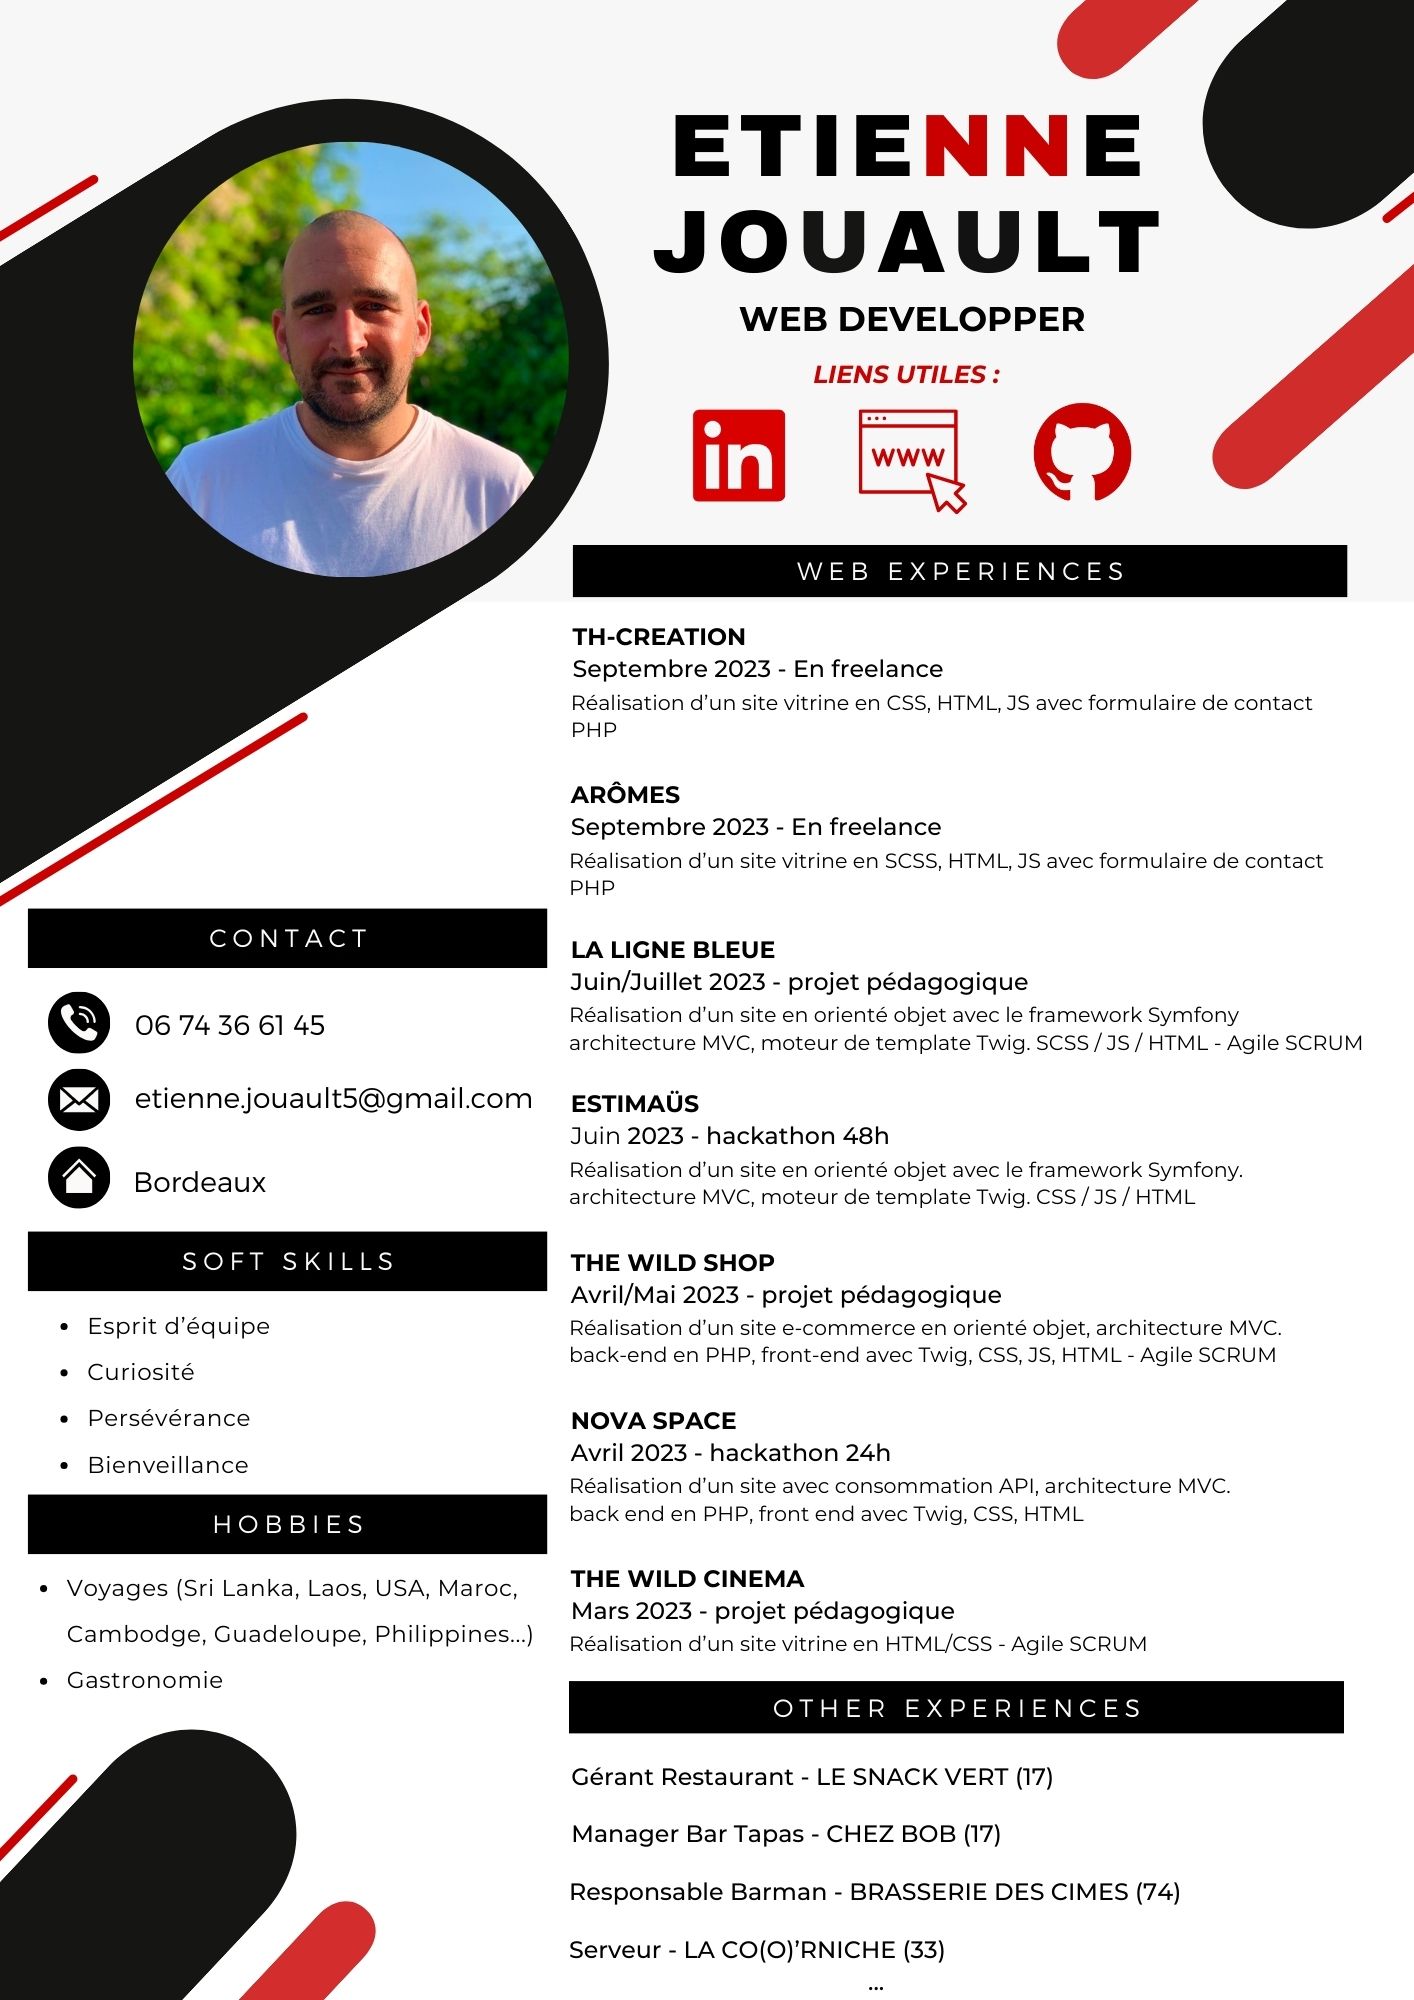 ETIENNE
JOUAULT
WEB DEVELOPPER
LIENS UTILES :
in
WWW
WEB EXPERIENCES
TH-CREATION
Septembre 2023 - En freelance
Réalisation d’un site vitrine en CSS, HTML, JS avec formulaire de contact
PHP
ARÔMES
Septembre 2023 - En freelance
Réalisation d’un site vitrine en SCSS, HTML, JS avec formulaire de contact
PHP
LA LIGNE BLEUE
Juin/Juillet 2023 - projet pédagogique
Réalisation d’un site en orienté objet avec le framework Symfony
architecture MVC, moteur de template Twig. SCSS / JS / HTML - Agile SCRUM
ESTIMAÜS
Juin 2023 - hackathon 48h
Réalisation d’un site en orienté objet avec le framework Symfony.
architecture MVC, moteur de template Twig. CSS / JS / HTML
THE WILD SHOP
Avril/Mai 2023 - projet pédagogique
Réalisation d’un site e-commerce en orienté objet, architecture MVC.
back-end en PHP, front-end avec Twig, CSS, JS, HTML - Agile SCRUM
NOVA SPACE
Avril 2023 - hackathon 24h
Réalisation d’un site avec consommation API, architecture MVC.
back end en PHP, front end avec Twig, CSS, HTML
THE WILD CINEMA
Mars 2023 - projet pédagogique
Réalisation d’un site vitrine en HTML/CSS - Agile SCRUM
OTHER EXPERIENCES
Gérant Restaurant - LE SNACK VERT (17)
Manager Bar Tapas - CHEZ BOB (17)
Responsable Barman - BRASSERIE DES CIMES (74)
Serveur - LA CO(O)’RNICHE (33)
...
CONTACT
06 74 36 61 45
etienne.jouault5@gmail.com
Bordeaux
SOFT SKILLS
• Esprit d’équipe
• Curiosité
• Persévérance
• Bienveillance
HOBBIES
• Voyages (Sri Lanka, Laos, USA, Maroc,
Cambodge, Guadeloupe, Philippines...)
• Gastronomie